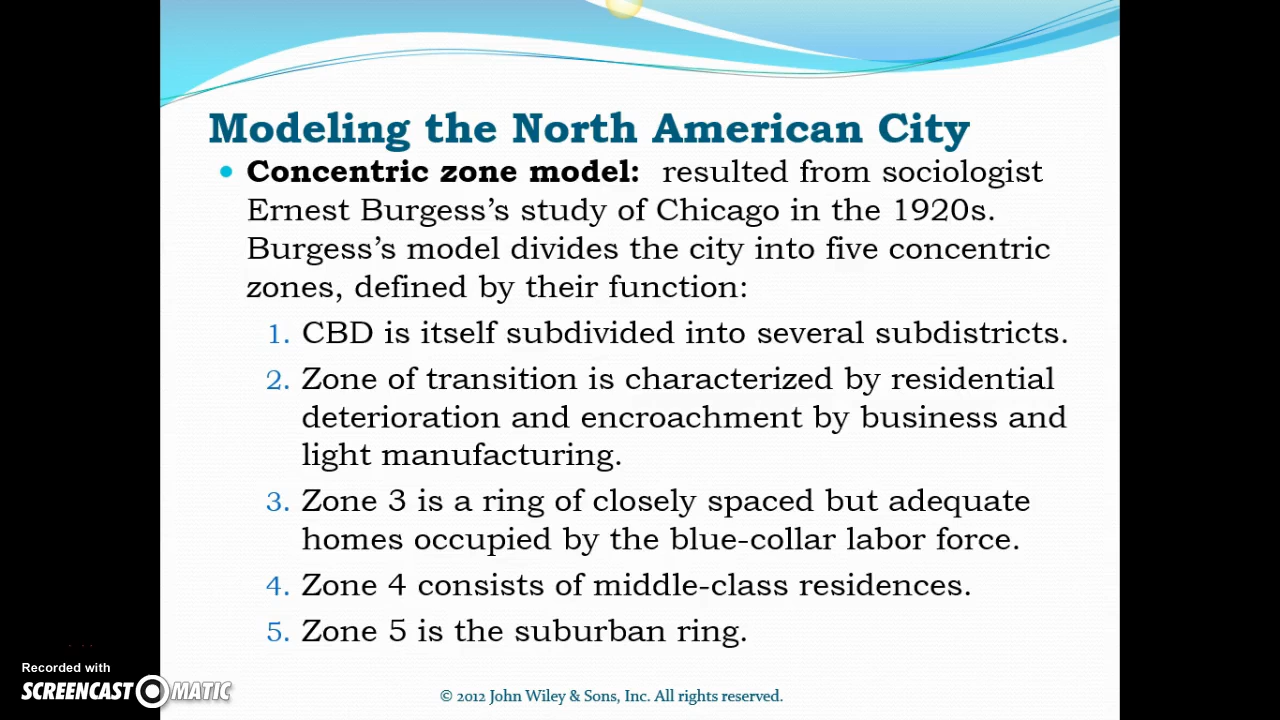 Modeling the North American City
• Concentric zone model: resulted from sociologist
Ernest Burgess’s study of Chicago in the 1920s.
Burgess’s model divides the city into five concentric
zones, defined by their function:
1. CBD is itself subdivided into several subdistricts.
2. Zone of transition is characterized by residential
deterioration and encroachment by business and
light manufacturing.
3. Zone 3 is a ring of closely spaced but adequate
homes occupied by the blue-collar labor force.
4. Zone 4 consists of middle-class residences.
5. Zone 5 is the suburban ring.
Recorded with
SCREENCAST O MATIC
© 2012 John Wiley & Sons, Inc. All rights reserved.